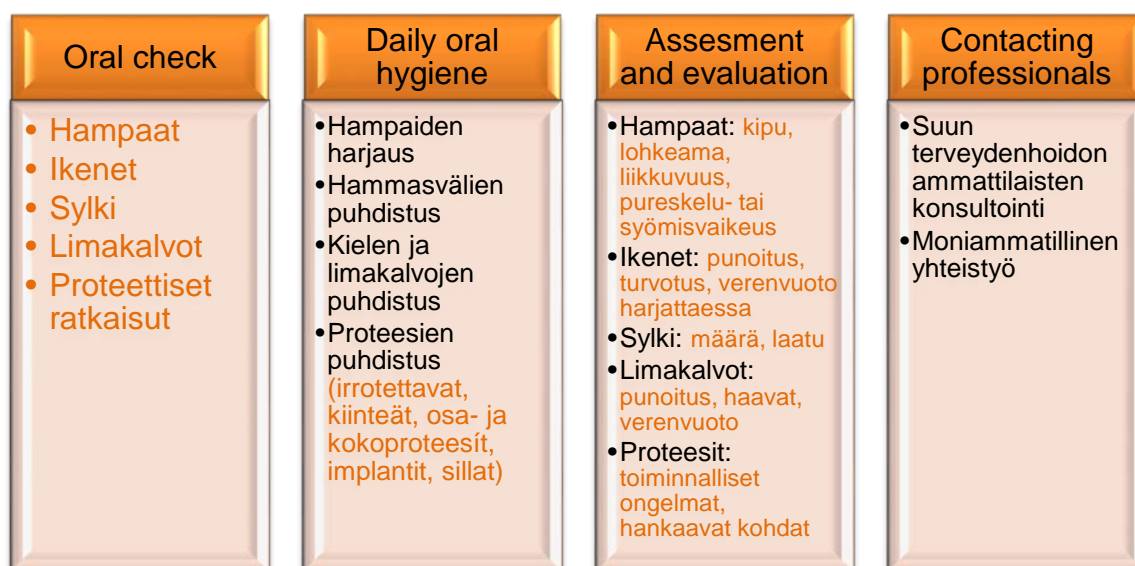 Oral check
• Hampaat
• Ikenet
• Sylki
• Limakalvot
• Proteettiset
ratkaisut
Daily oral
hygiene
•Hampaiden
harjaus
•Hammasvälien
puhdistus
•Kielen ja
limakalvojen
puhdistus
•Proteesien
puhdistus
(irrotettavat,
kiinteät, osa- ja
kokoproteesít,
implantit, sillat)
Assesment
and evaluation
•Hampaat: kipu,
lohkeama,
liikkuvuus,
pureskelu- tai
syömisvaikeus
•Ikenet: punoitus,
turvotus, verenvuoto
harjattaessa
•Sylki: määrä, laatu
•Limakalvot:
punoitus, haavat,
verenvuoto
•Proteesit:
toiminnalliset
ongelmat,
hankaavat kohdat
Contacting
professionals
•Suun
terveydenhoidon
ammattilaisten
konsultointi
•Moniammatillinen
yhteistyö